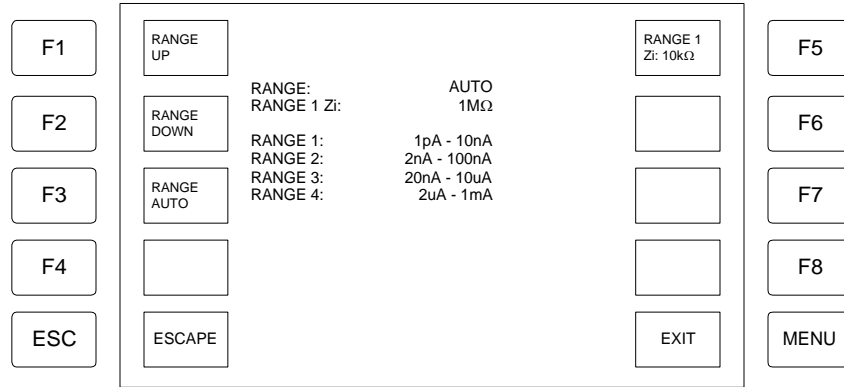 F1
RANGE
UP
RANGE 1
Zi: 10kΩ
F5
RANGE: AUTO
RANGE 1 Zi: 1MΩ
F2
RANGE
DOWN
F6
RANGE 1: 1pA - 10nA
RANGE 2: 2nA - 100nA
RANGE 3: 20nA - 10uA
RANGE 4: 2uA - 1mA
F3
RANGE
AUTO
F7
F4
F8
ESC
ESCAPE
EXIT
MENU